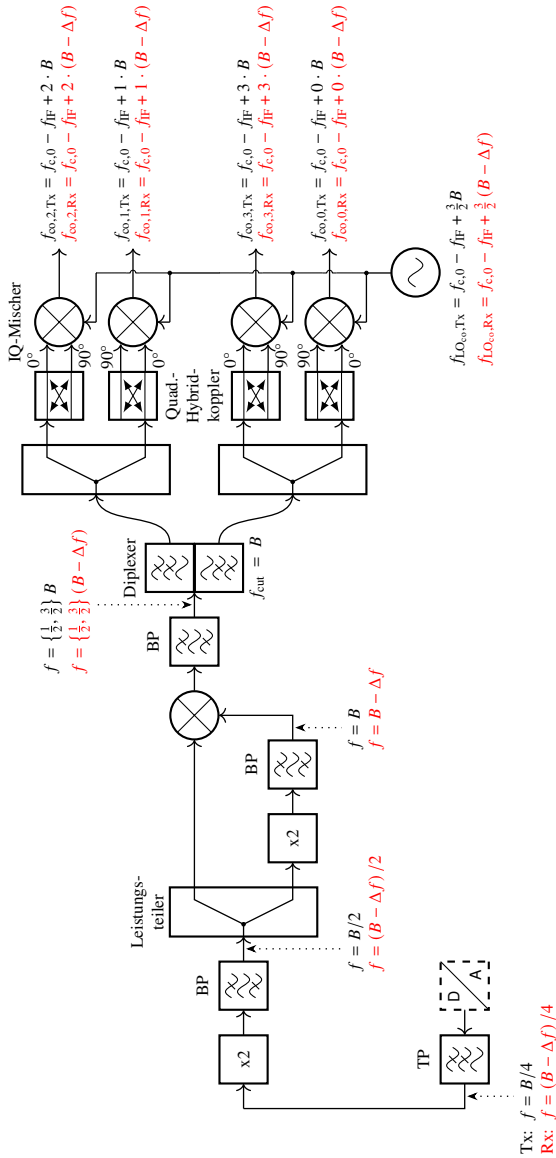 Tx: f = B/4
Rx: f = (B − Δf)/4
TP
D
A
x2
BP
f = B/2
f = (B − Δf)/2
Leistungs-
teiler
x2
BP
f = B
f = B − Δf
BP
f = {1/2, 3/2} B
f = {1/2, 3/2} (B − Δf)
Diplexer
f_cut = B
IQ-Mischer
0°
90°
90°
0°
Quad.-
Hybrid-
koppler
0°
90°
90°
0°
f_co,2,Tx = f_c,0 − f_IF + 2 · B
f_co,2,Rx = f_c,0 − f_IF + 2 · (B − Δf)
f_co,1,Tx = f_c,0 − f_IF + 1 · B
f_co,1,Rx = f_c,0 − f_IF + 1 · (B − Δf)
f_co,3,Tx = f_c,0 − f_IF + 3 · B
f_co,3,Rx = f_c,0 − f_IF + 3 · (B − Δf)
f_co,0,Tx = f_c,0 − f_IF + 0 · B
f_co,0,Rx = f_c,0 − f_IF + 0 · (B − Δf)
f_LO_co,Tx = f_c,0 − f_IF + 3/2 B
f_LO_co,Rx = f_c,0 − f_IF + 3/2 (B − Δf)